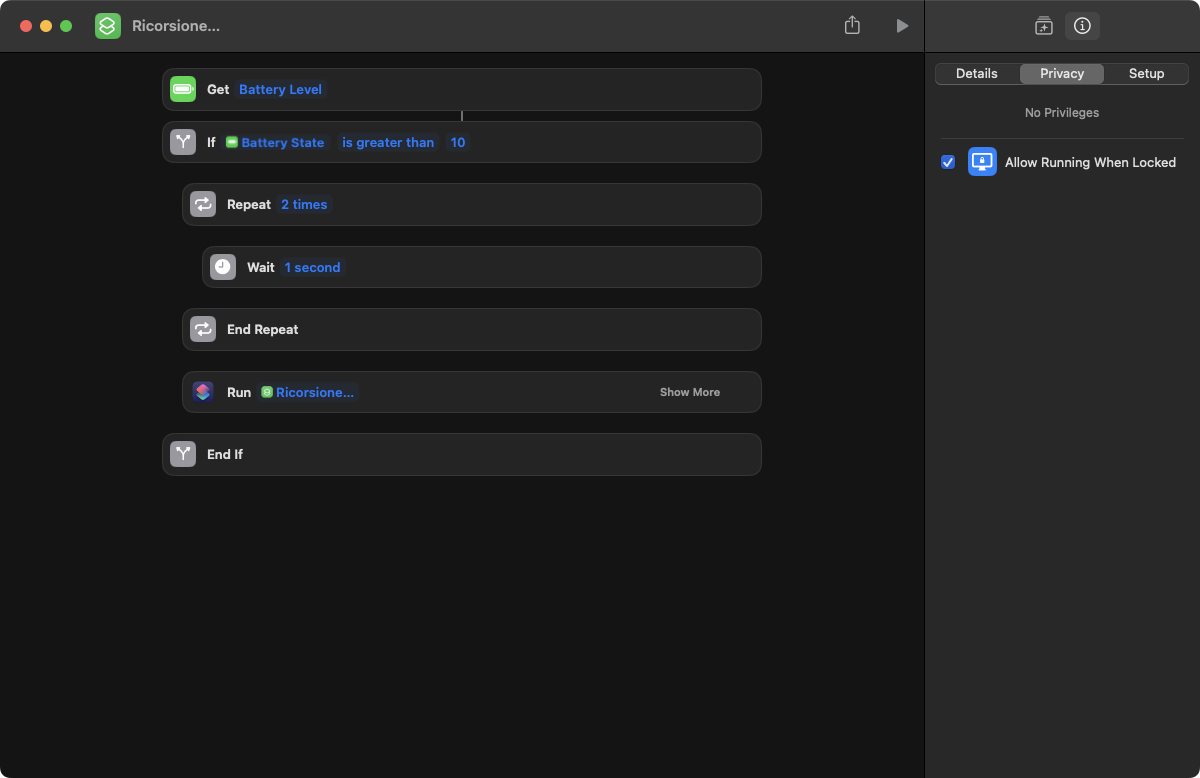 Ricorsione...
Get Battery Level
If Battery State is greater than 10
Repeat 2 times
Wait 1 second
End Repeat
Run Ricorsione... Show More
End If
Details Privacy Setup
No Privileges
Allow Running When Locked